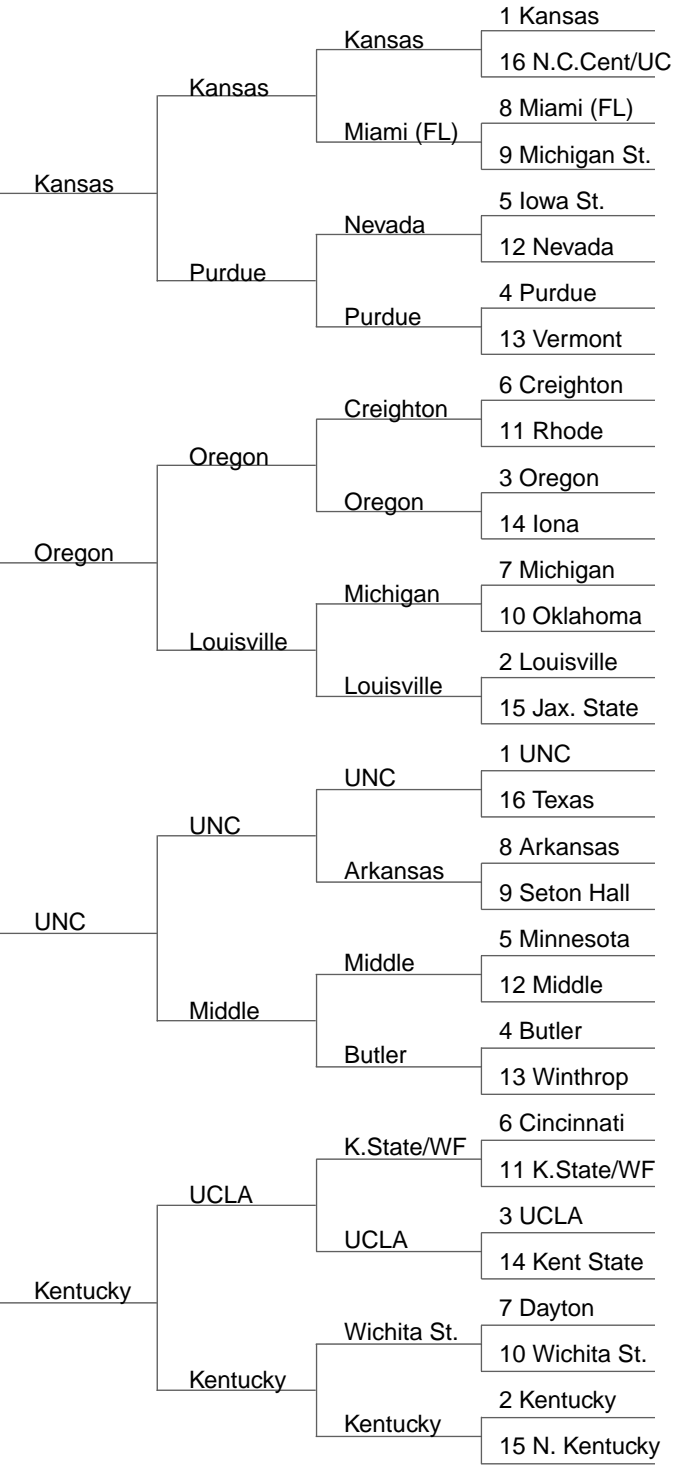 1 Kansas
Kansas
16 N.C.Cent/UC
Kansas
8 Miami (FL)
Miami (FL)
9 Michigan St.
Kansas
5 Iowa St.
Nevada
12 Nevada
Purdue
4 Purdue
Purdue
13 Vermont
6 Creighton
Creighton
11 Rhode
Oregon
3 Oregon
Oregon
14 Iona
Oregon
7 Michigan
Michigan
10 Oklahoma
Louisville
2 Louisville
Louisville
15 Jax. State
1 UNC
UNC
16 Texas
UNC
8 Arkansas
Arkansas
9 Seton Hall
UNC
5 Minnesota
Middle
12 Middle
Middle
4 Butler
Butler
13 Winthrop
6 Cincinnati
K.State/WF
11 K.State/WF
UCLA
3 UCLA
UCLA
14 Kent State
Kentucky
7 Dayton
Wichita St.
10 Wichita St.
Kentucky
2 Kentucky
Kentucky
15 N. Kentucky